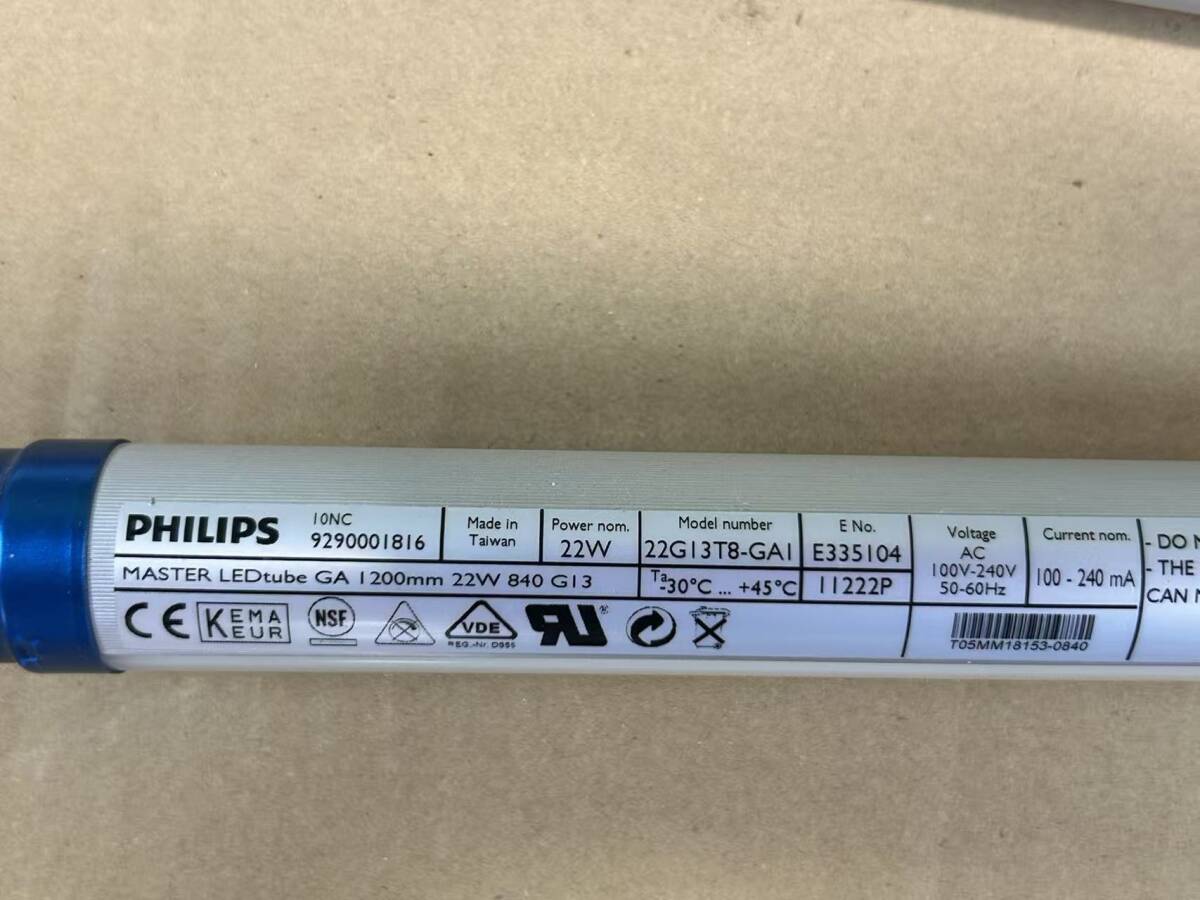 PHILIPS
10NC
9290001816
Made in
Taiwan
Power nom.
22W
Model number
22G13T8-GA1
E No.
E335104
Voltage
AC
100V-240V
50-60Hz
Current nom.
100 - 240 mA
- DO
- THE
CAN
MASTER LEDtube GA 1200mm 22W 840 G13
Ta
-30°C ... +45°C
11222P
CE
KEMA
KEUR
NSF
VDE
REG.-Nr. D955
RU
®
T05MM18153-0840